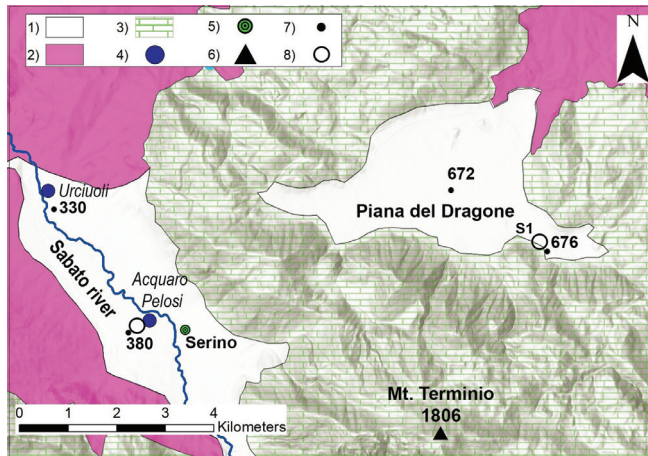 1) 3) 5) 7)
2) 4) 6) 8)
N
672
Piana del Dragone
S1
676
Urciuoli
330
Sabato river
Acquaro
Pelosi
380
Serino
Mt. Terminio
1806
0 1 2 3 4
Kilometers